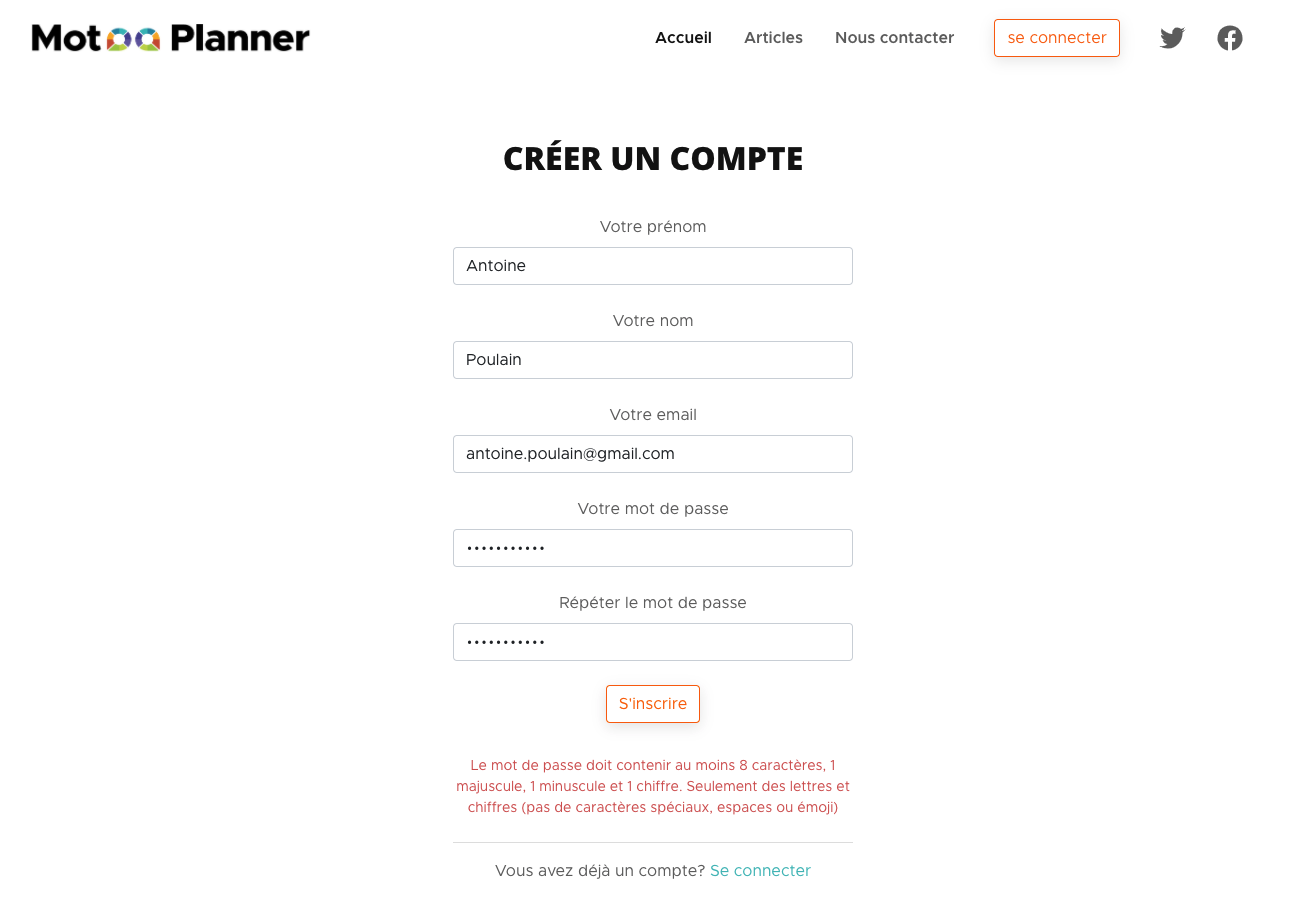 Motoo Planner
Accueil Articles Nous contacter se connecter
CRÉER UN COMPTE
Votre prénom
Antoine
Votre nom
Poulain
Votre email
antoine.poulain@gmail.com
Votre mot de passe
•••••••••••
Répéter le mot de passe
•••••••••••
S'inscrire
Le mot de passe doit contenir au moins 8 caractères, 1
majuscule, 1 minuscule et 1 chiffre. Seulement des lettres et
chiffres (pas de caractères spéciaux, espaces ou émoji)
Vous avez déjà un compte? Se connecter